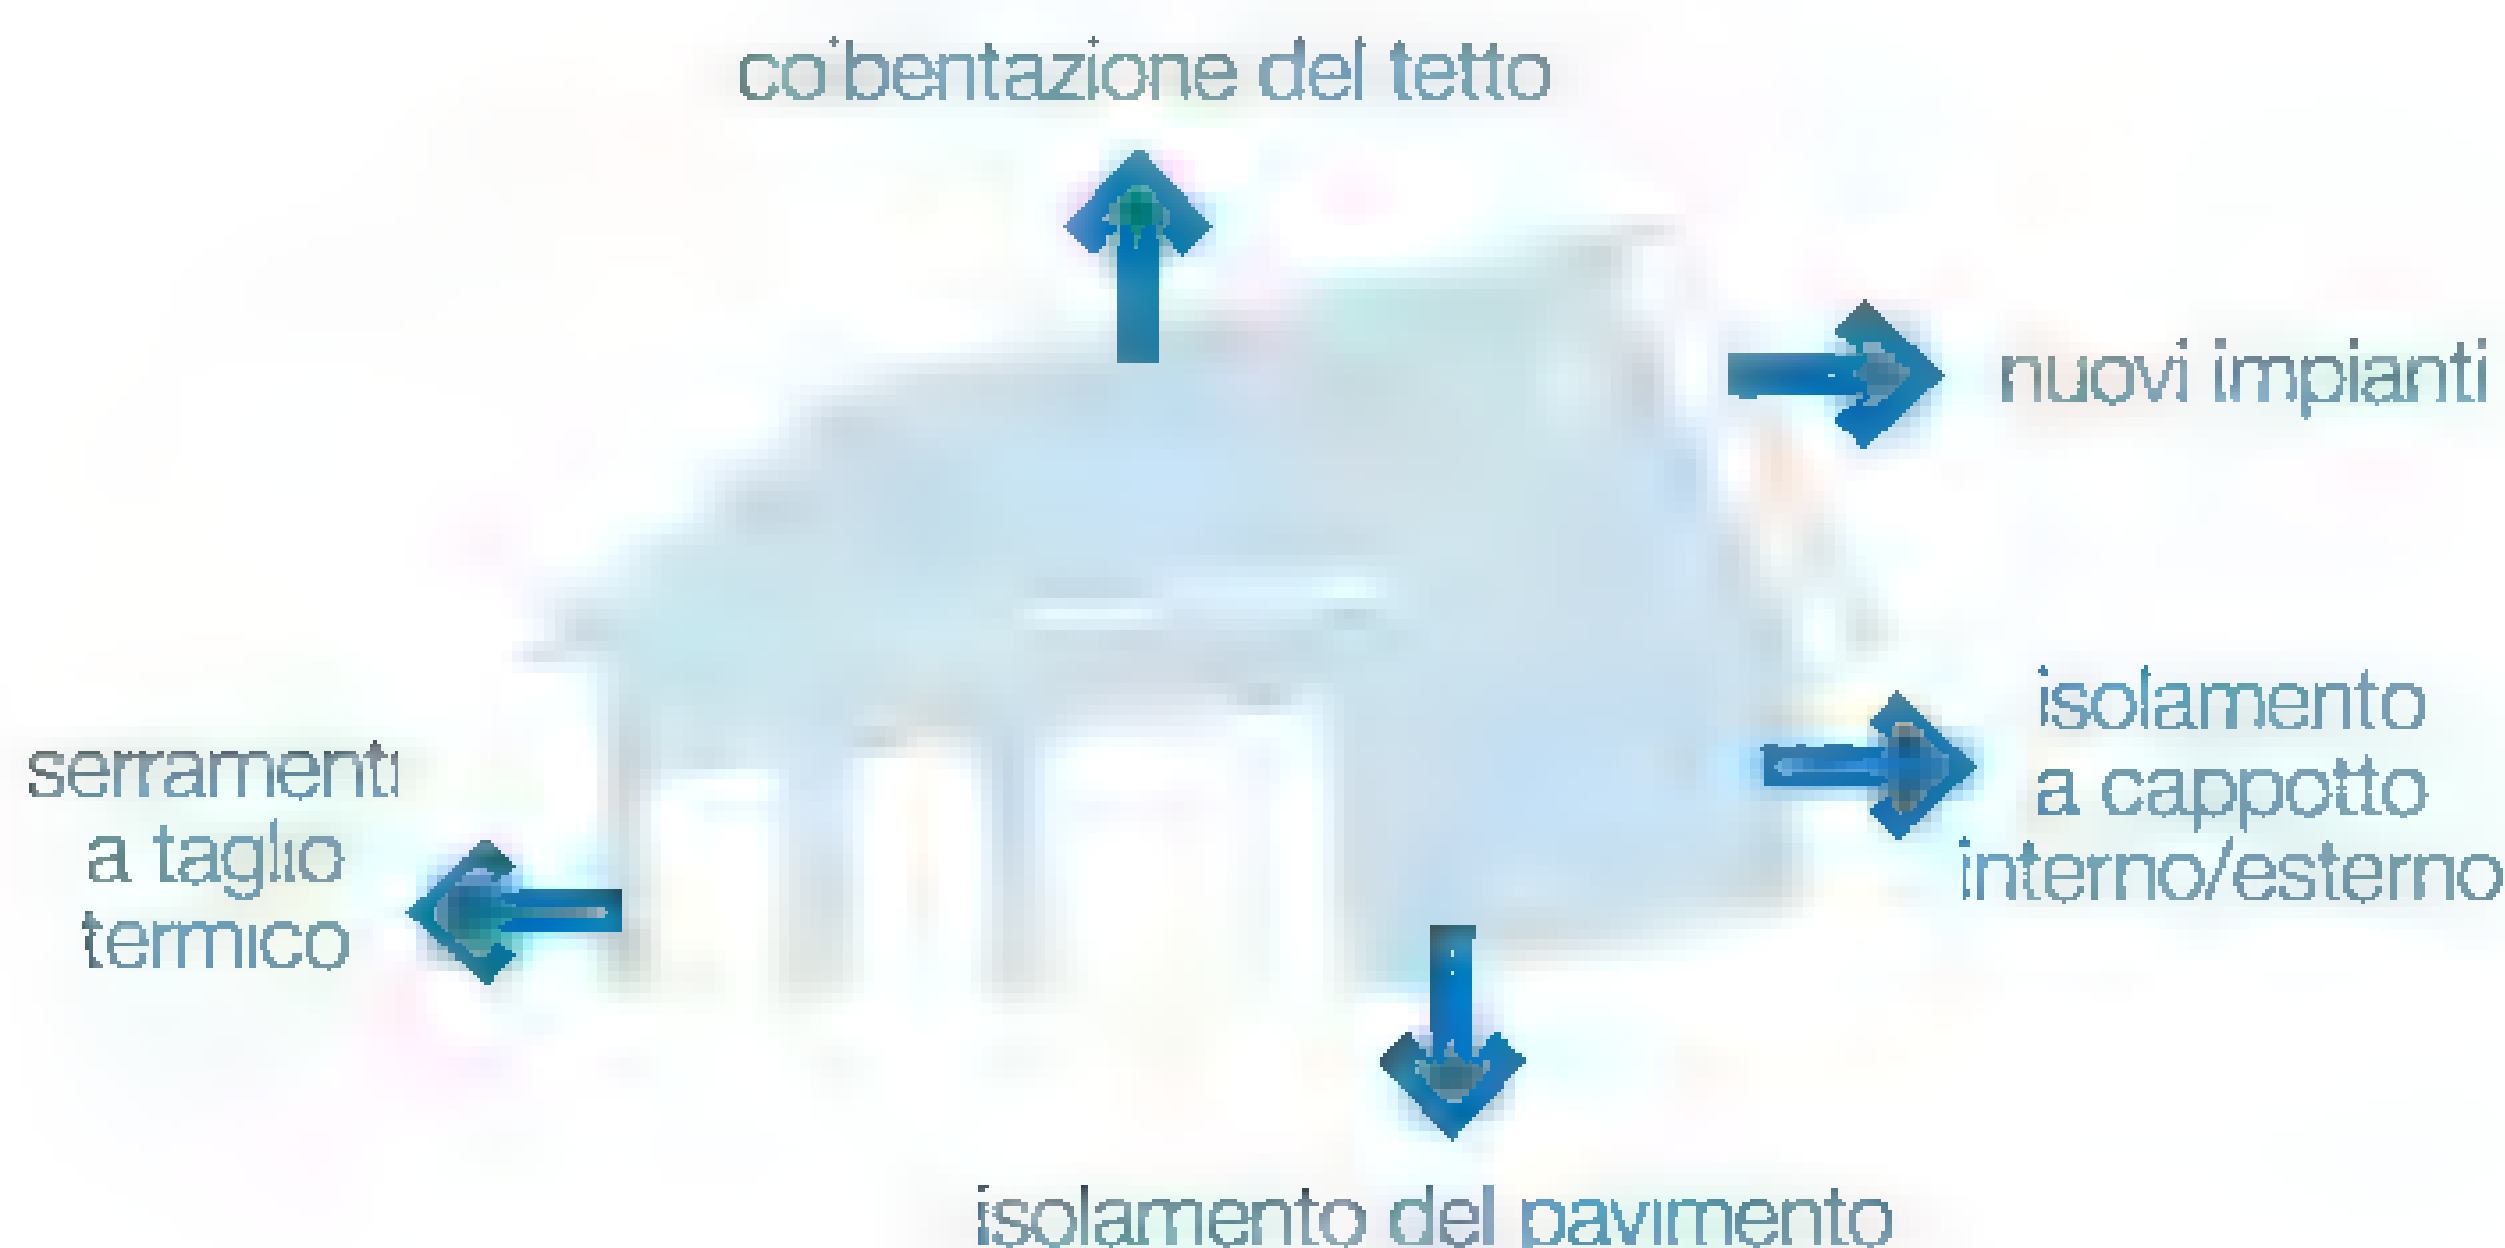 coibentazione del tetto
nuovi impianti
isolamento
a cappotto
interno/esterno
serramenti
a taglio
termico
isolamento del pavimento